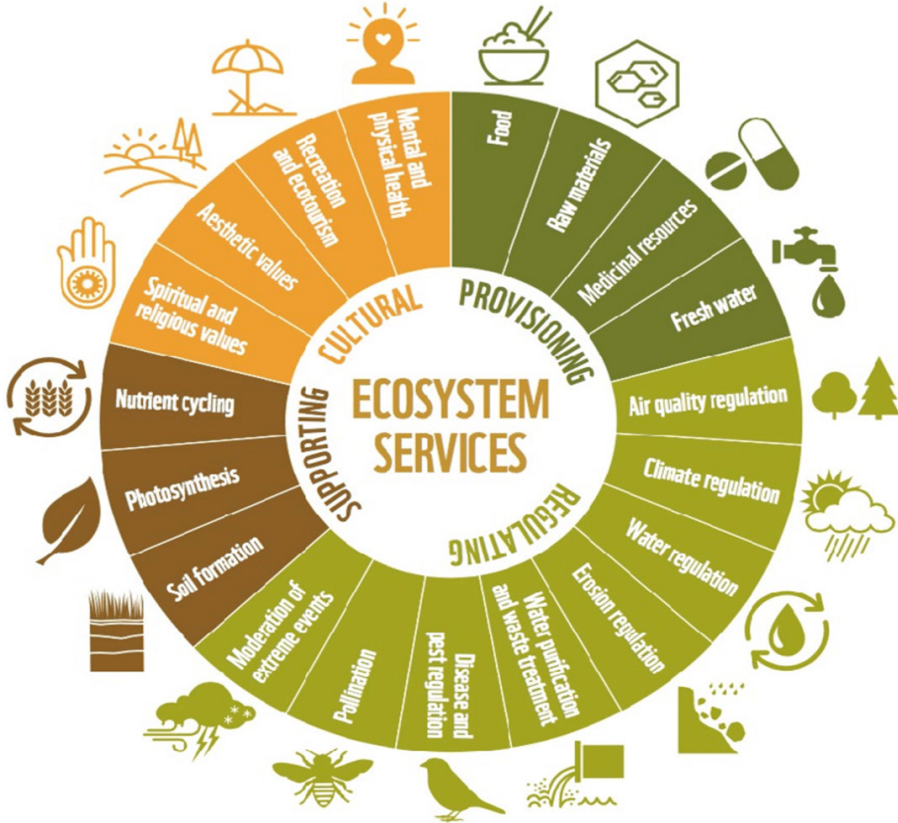 ECOSYSTEM
SERVICES
PROVISIONING
Food
Raw materials
Medicinal resources
Fresh water
REGULATING
Air quality regulation
Climate regulation
Water regulation
Erosion regulation
Water purification
and waste treatment
Disease and
pest regulation
Pollination
Moderation of
extreme events
SUPPORTING
Soil formation
Photosynthesis
Nutrient cycling
CULTURAL
Spiritual and
religious values
Aesthetic values
Recreation
and ecotourism
Mental and
physical health